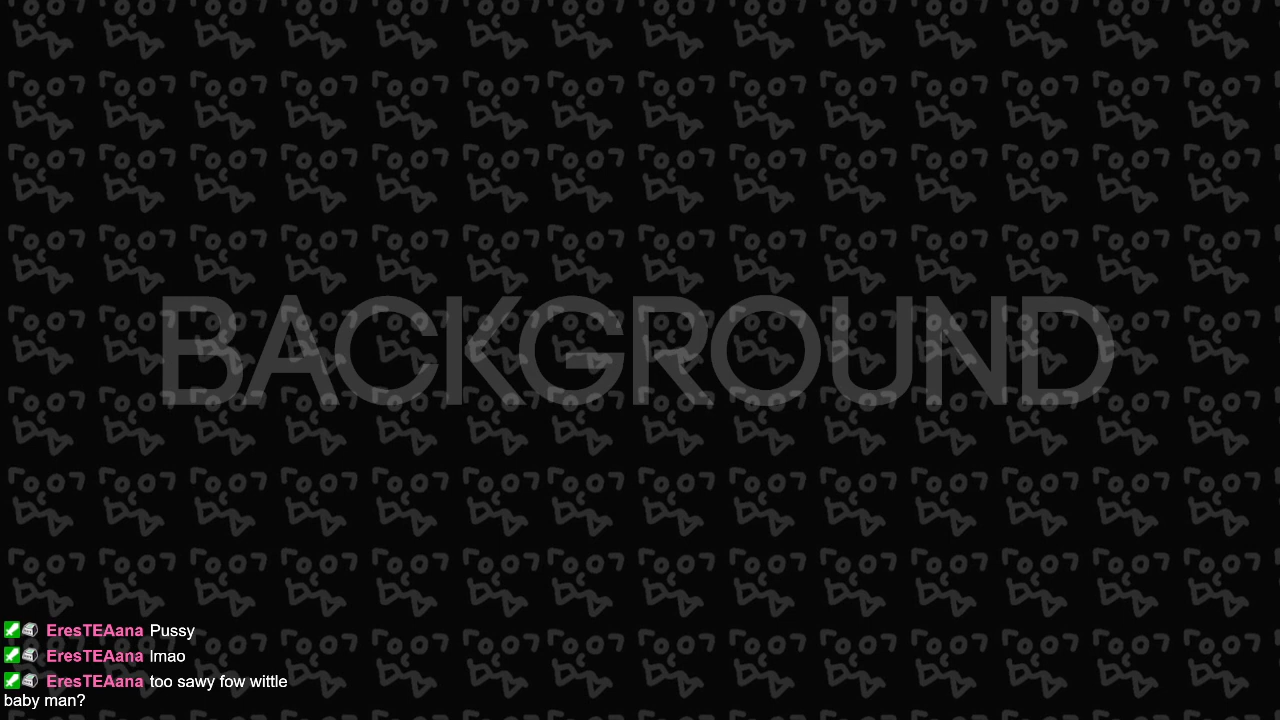 BACKGROUND
EresTEAana Pussy
EresTEAana lmao
EresTEAana too sawy fow wittle
baby man?